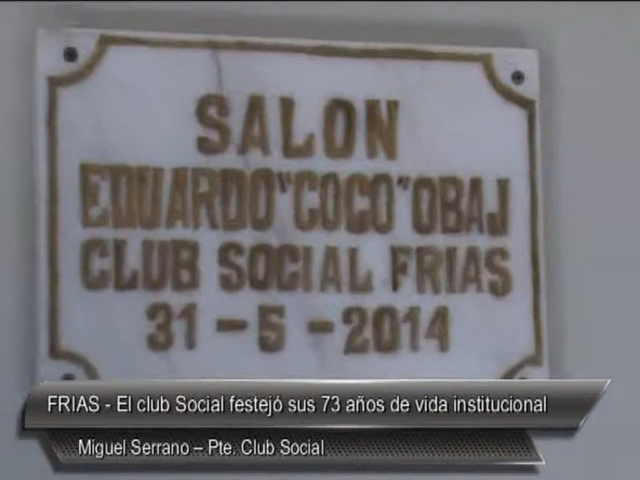 SALON
EDUARDO "COCO" OBAJ
CLUB SOCIAL FRIAS
31-5-2014
FRIAS - El club Social festejó sus 73 años de vida institucional
Miguel Serrano – Pte. Club Social